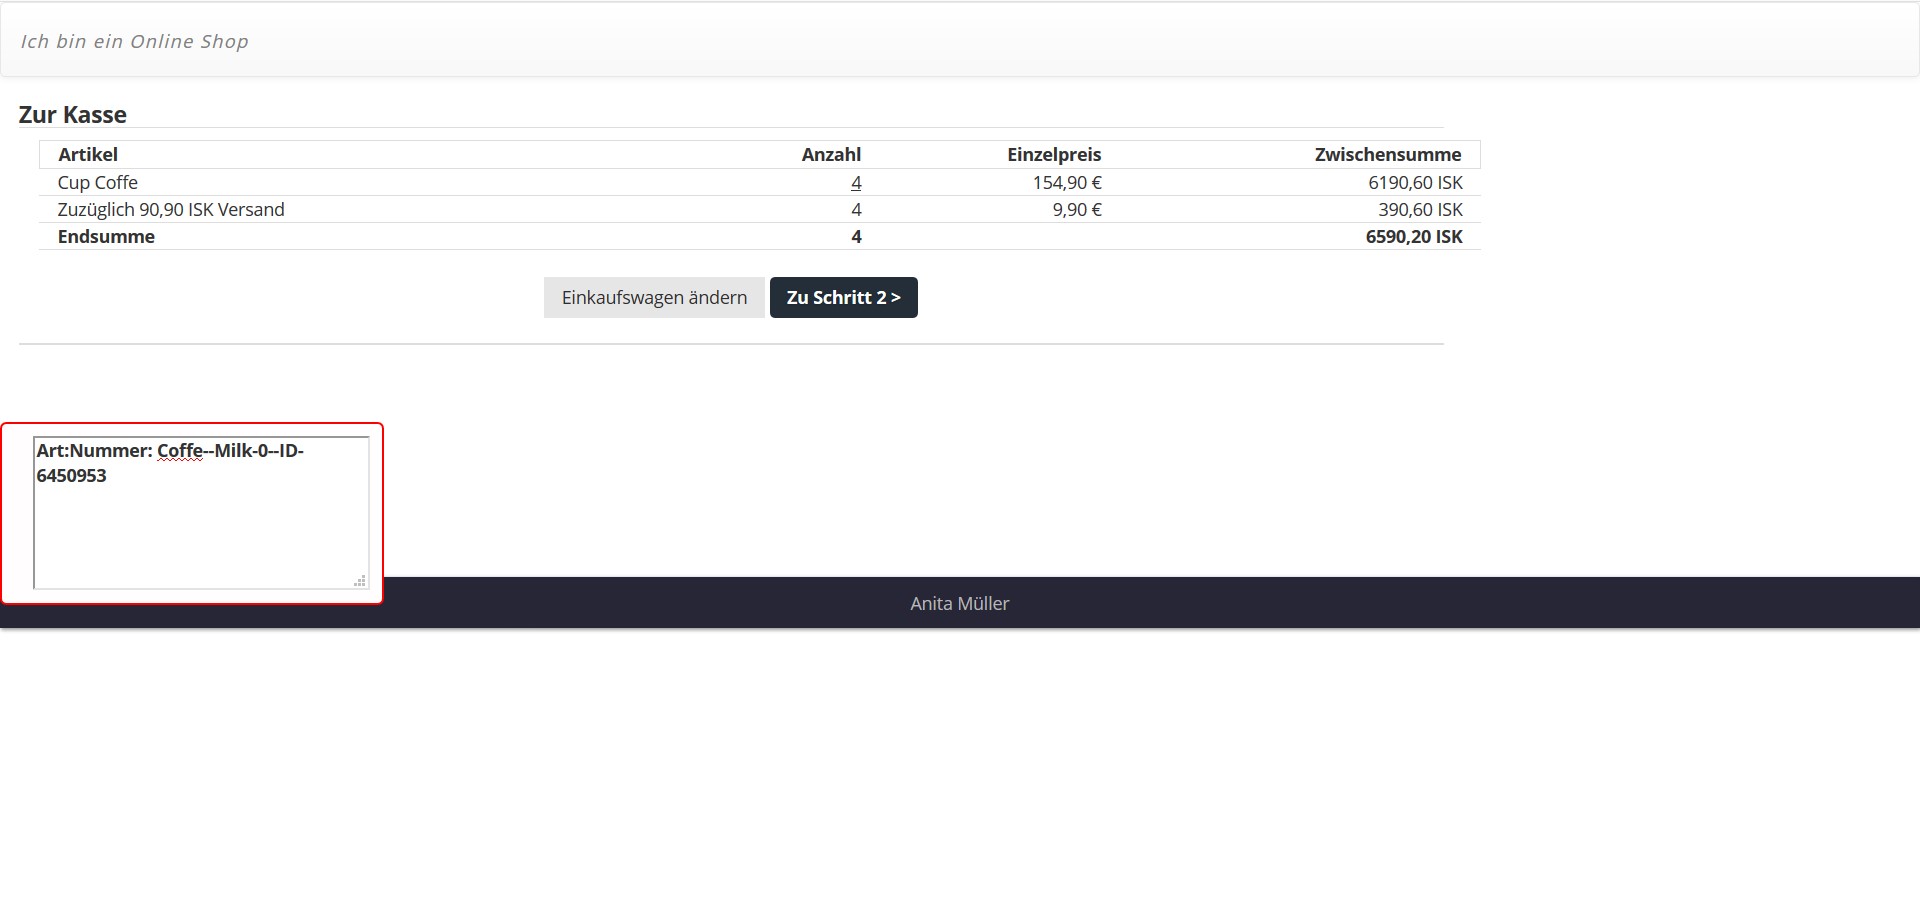 Ich bin ein Online Shop
Zur Kasse
Artikel Anzahl Einzelpreis Zwischensumme
Cup Coffe 4 154,90 € 6190,60 ISK
Zuzüglich 90,90 ISK Versand 4 9,90 € 390,60 ISK
Endsumme 4 6590,20 ISK
Einkaufswagen ändern Zu Schritt 2 >
Art:Nummer: Coffe--Milk-0--ID-
6450953
Anita Müller